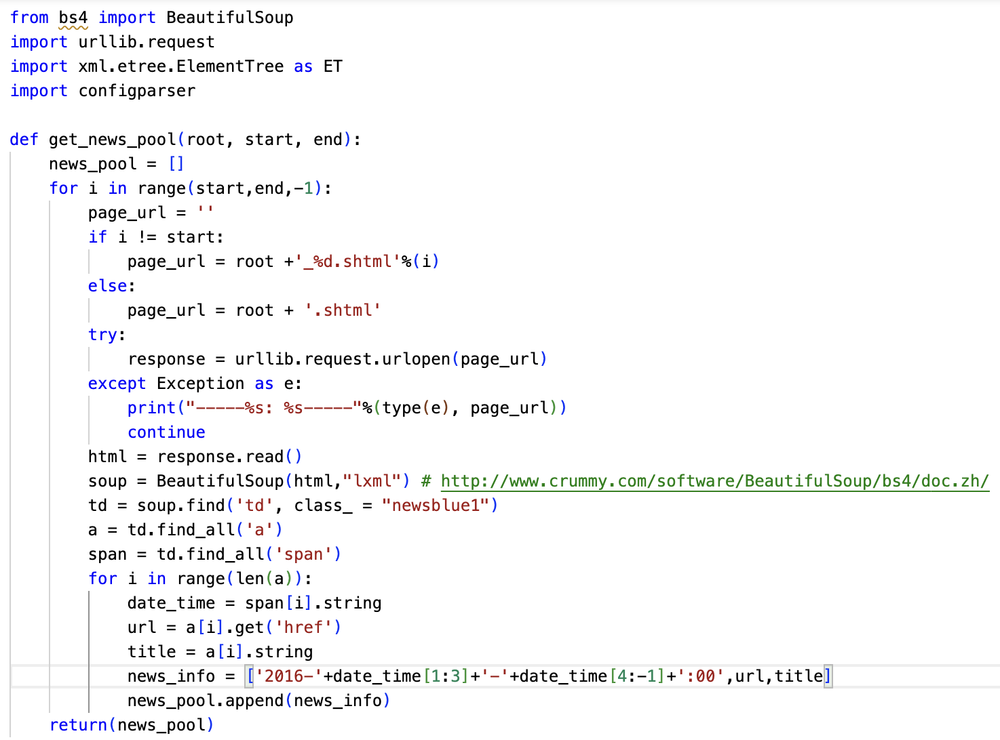 from bs4 import BeautifulSoup
import urllib.request
import xml.etree.ElementTree as ET
import configparser

def get_news_pool(root, start, end):
    news_pool = []
    for i in range(start,end,-1):
        page_url = ''
        if i != start:
            page_url = root +'_%d.shtml'%(i)
        else:
            page_url = root + '.shtml'
        try:
            response = urllib.request.urlopen(page_url)
        except Exception as e:
            print("-----%s: %s-----"%(type(e), page_url))
            continue
        html = response.read()
        soup = BeautifulSoup(html,"lxml") # http://www.crummy.com/software/BeautifulSoup/bs4/doc.zh/
        td = soup.find('td', class_ = "newsblue1")
        a = td.find_all('a')
        span = td.find_all('span')
        for i in range(len(a)):
            date_time = span[i].string
            url = a[i].get('href')
            title = a[i].string
            news_info = ['2016-'+date_time[1:3]+'-'+date_time[4:-1]+':00',url,title]
            news_pool.append(news_info)
    return(news_pool)